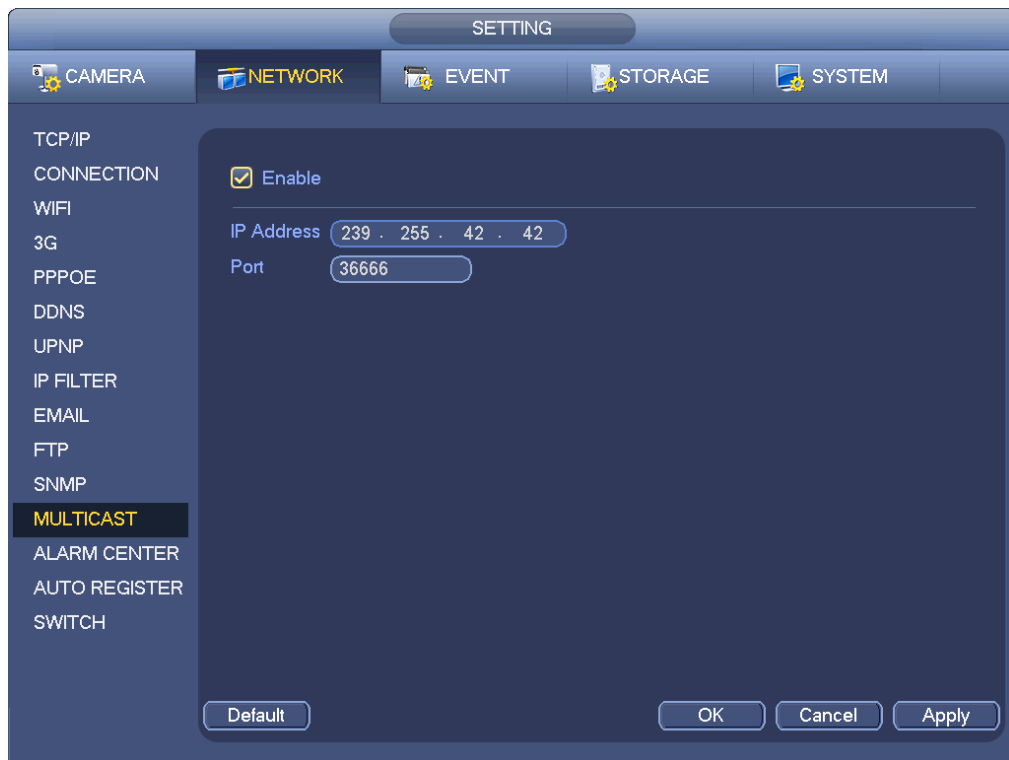 SETTING
CAMERA
NETWORK
EVENT
STORAGE
SYSTEM
TCP/IP
CONNECTION
WIFI
3G
PPPOE
DDNS
UPNP
IP FILTER
EMAIL
FTP
SNMP
MULTICAST
ALARM CENTER
AUTO REGISTER
SWITCH
Enable
IP Address 239 . 255 . 42 . 42
Port 36666
Default
OK
Cancel
Apply